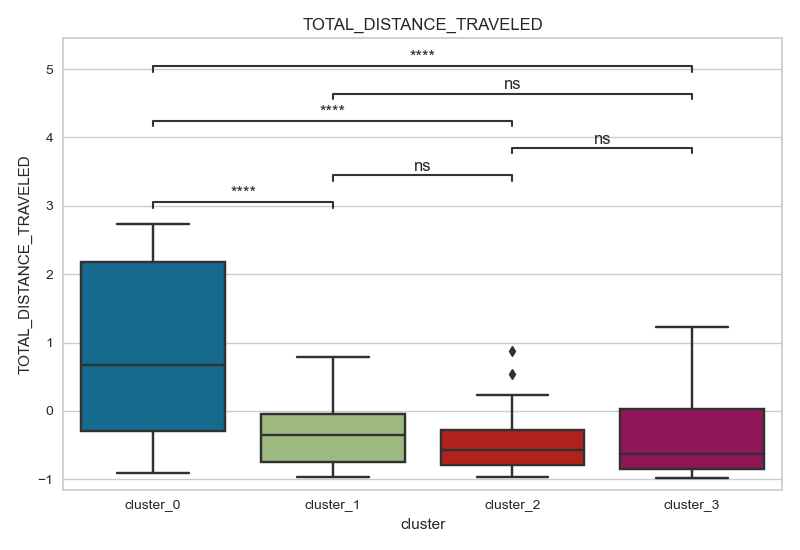 TOTAL_DISTANCE_TRAVELED
TOTAL_DISTANCE_TRAVELED
5
4
3
2
1
0
−1
****
ns
****
ns
ns
****
cluster_0 cluster_1 cluster_2 cluster_3
cluster